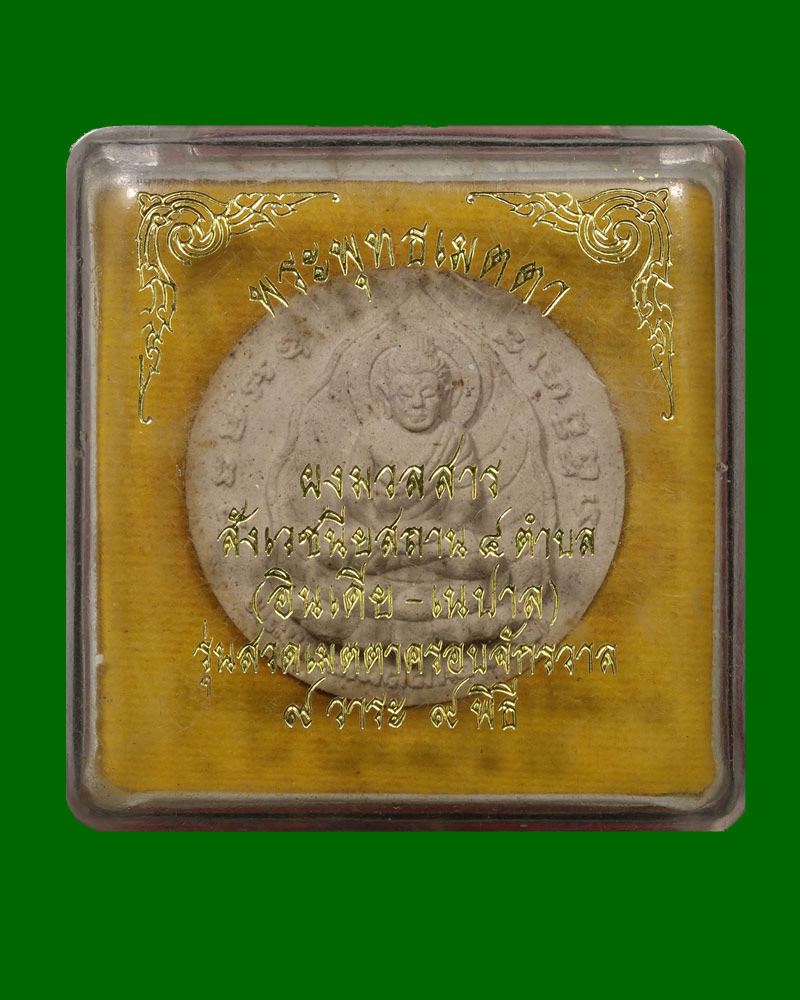 พระพุทธเมตตา
ผงมวลสาร
สังเวชนียสถาน ๔ ตำบล
(อินเดีย-เนปาล)
รุ่นสวดเมตตาครอบจักรวาล
๙ วาระ ๙ พิธี